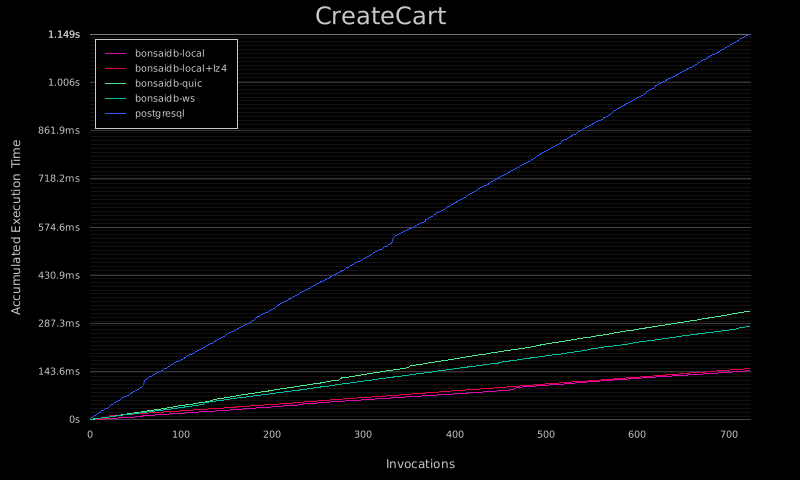 CreateCart
1.149s
1.006s
861.9ms
718.2ms
574.6ms
430.9ms
287.3ms
143.6ms
0s
Accumulated Execution Time
bonsaidb-local
bonsaidb-local+lz4
bonsaidb-quic
bonsaidb-ws
postgresql
0 100 200 300 400 500 600 700
Invocations